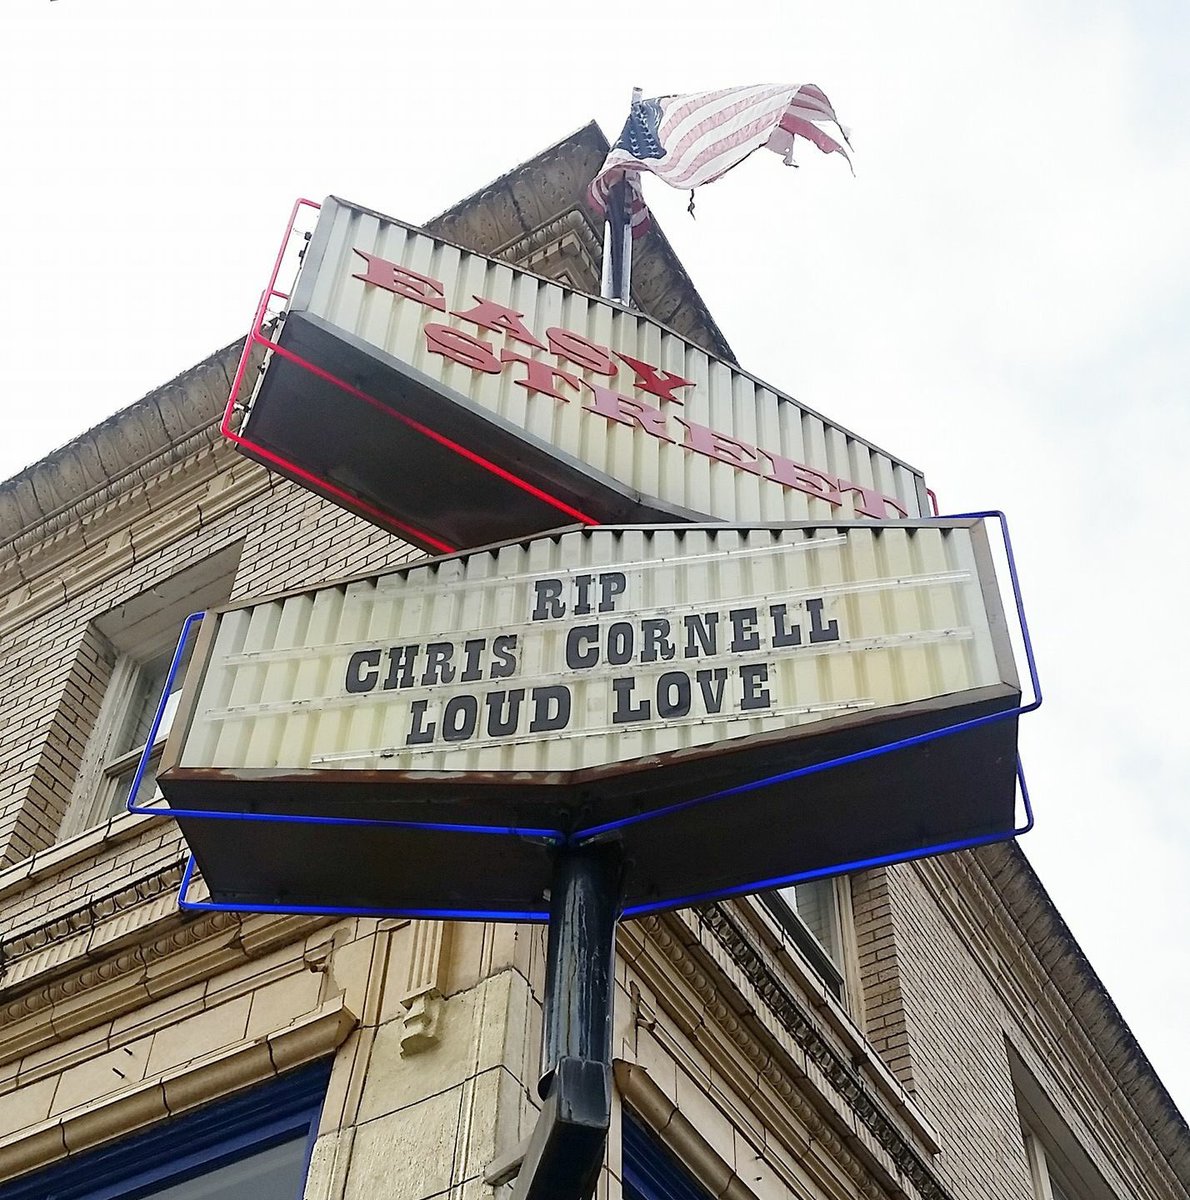 EASY
STREET
RIP
CHRIS CORNELL
LOUD LOVE